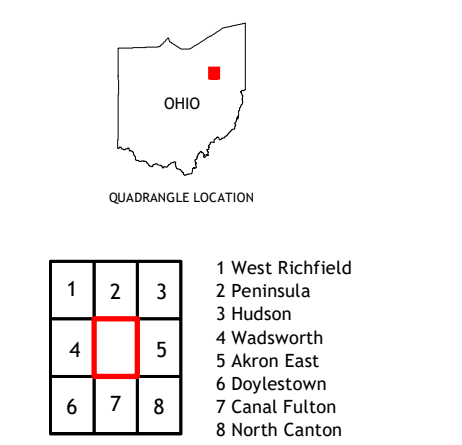 OHIO
QUADRANGLE LOCATION
1 2 3
4 5
6 7 8
1 West Richfield
2 Peninsula
3 Hudson
4 Wadsworth
5 Akron East
6 Doylestown
7 Canal Fulton
8 North Canton